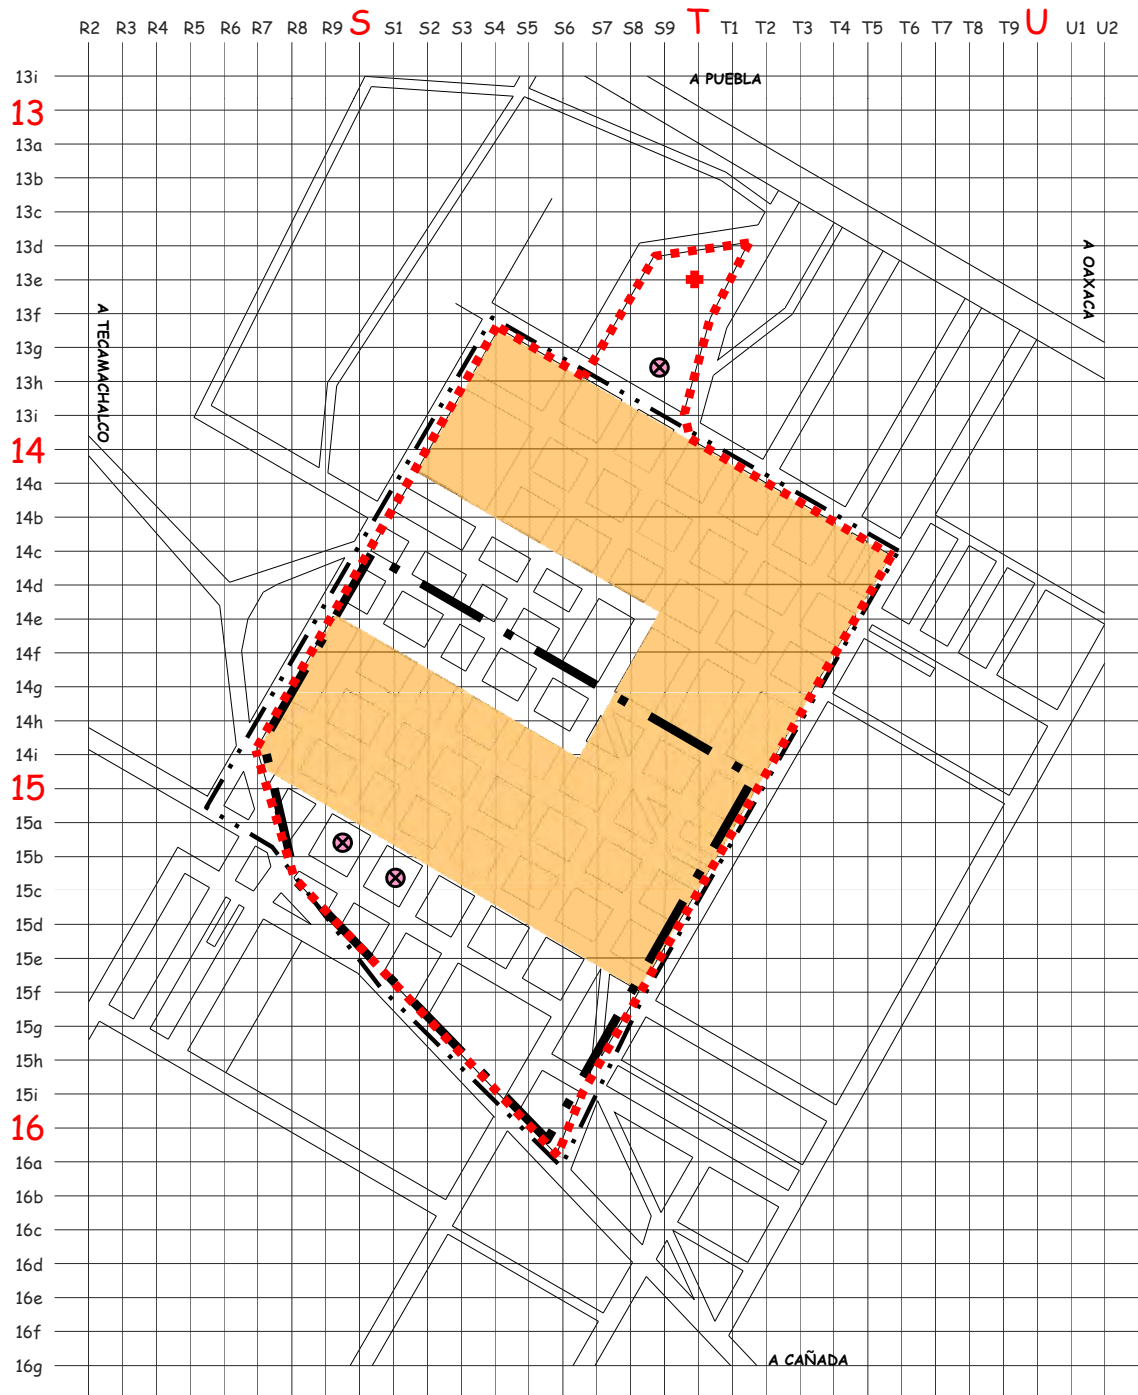 R2 R3 R4 R5 R6 R7 R8 R9 S S1 S2 S3 S4 S5 S6 S7 S8 S9 T T1 T2 T3 T4 T5 T6 T7 T8 T9 U U1 U2
13i
A PUEBLA
13
13a
13b
13c
13d
A OAXACA
13e
13f
A TECAMACHALCO
13g
13h
13i
14
14a
14b
14c
14d
14e
14f
14g
14h
14i
15
15a
15b
15c
15d
15e
15f
15g
15h
15i
16
16a
16b
16c
16d
16e
16f
A CAÑADA
16g